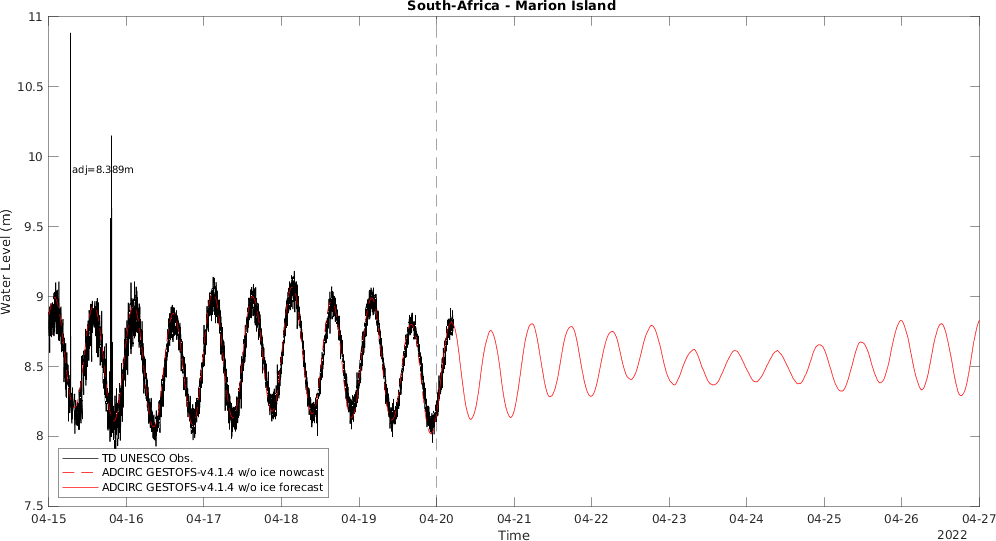 South-Africa - Marion Island
11
10.5
10
9.5
9
8.5
8
7.5
Water Level (m)
adj=8.389m
TD UNESCO Obs.
ADCIRC GESTOFS-v4.1.4 w/o ice nowcast
ADCIRC GESTOFS-v4.1.4 w/o ice forecast
04-15 04-16 04-17 04-18 04-19 04-20 04-21 04-22 04-23 04-24 04-25 04-26 04-27
Time
2022